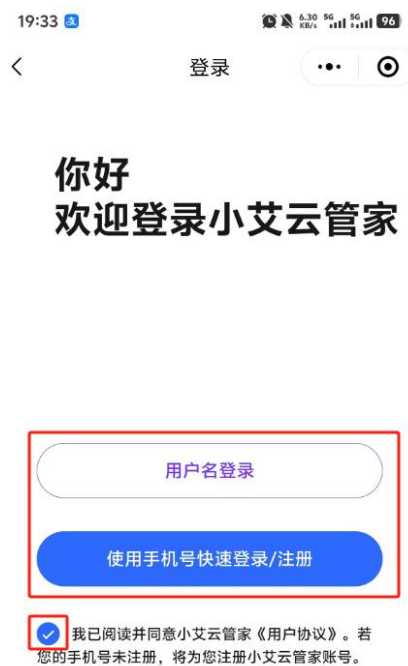 19:33 6.30 KB/s 5G 5G 96
登录
你好
欢迎登录小艾云管家
用户名登录
使用手机号快速登录/注册
我已阅读并同意小艾云管家《用户协议》。若
您的手机号未注册，将为您注册小艾云管家账号。